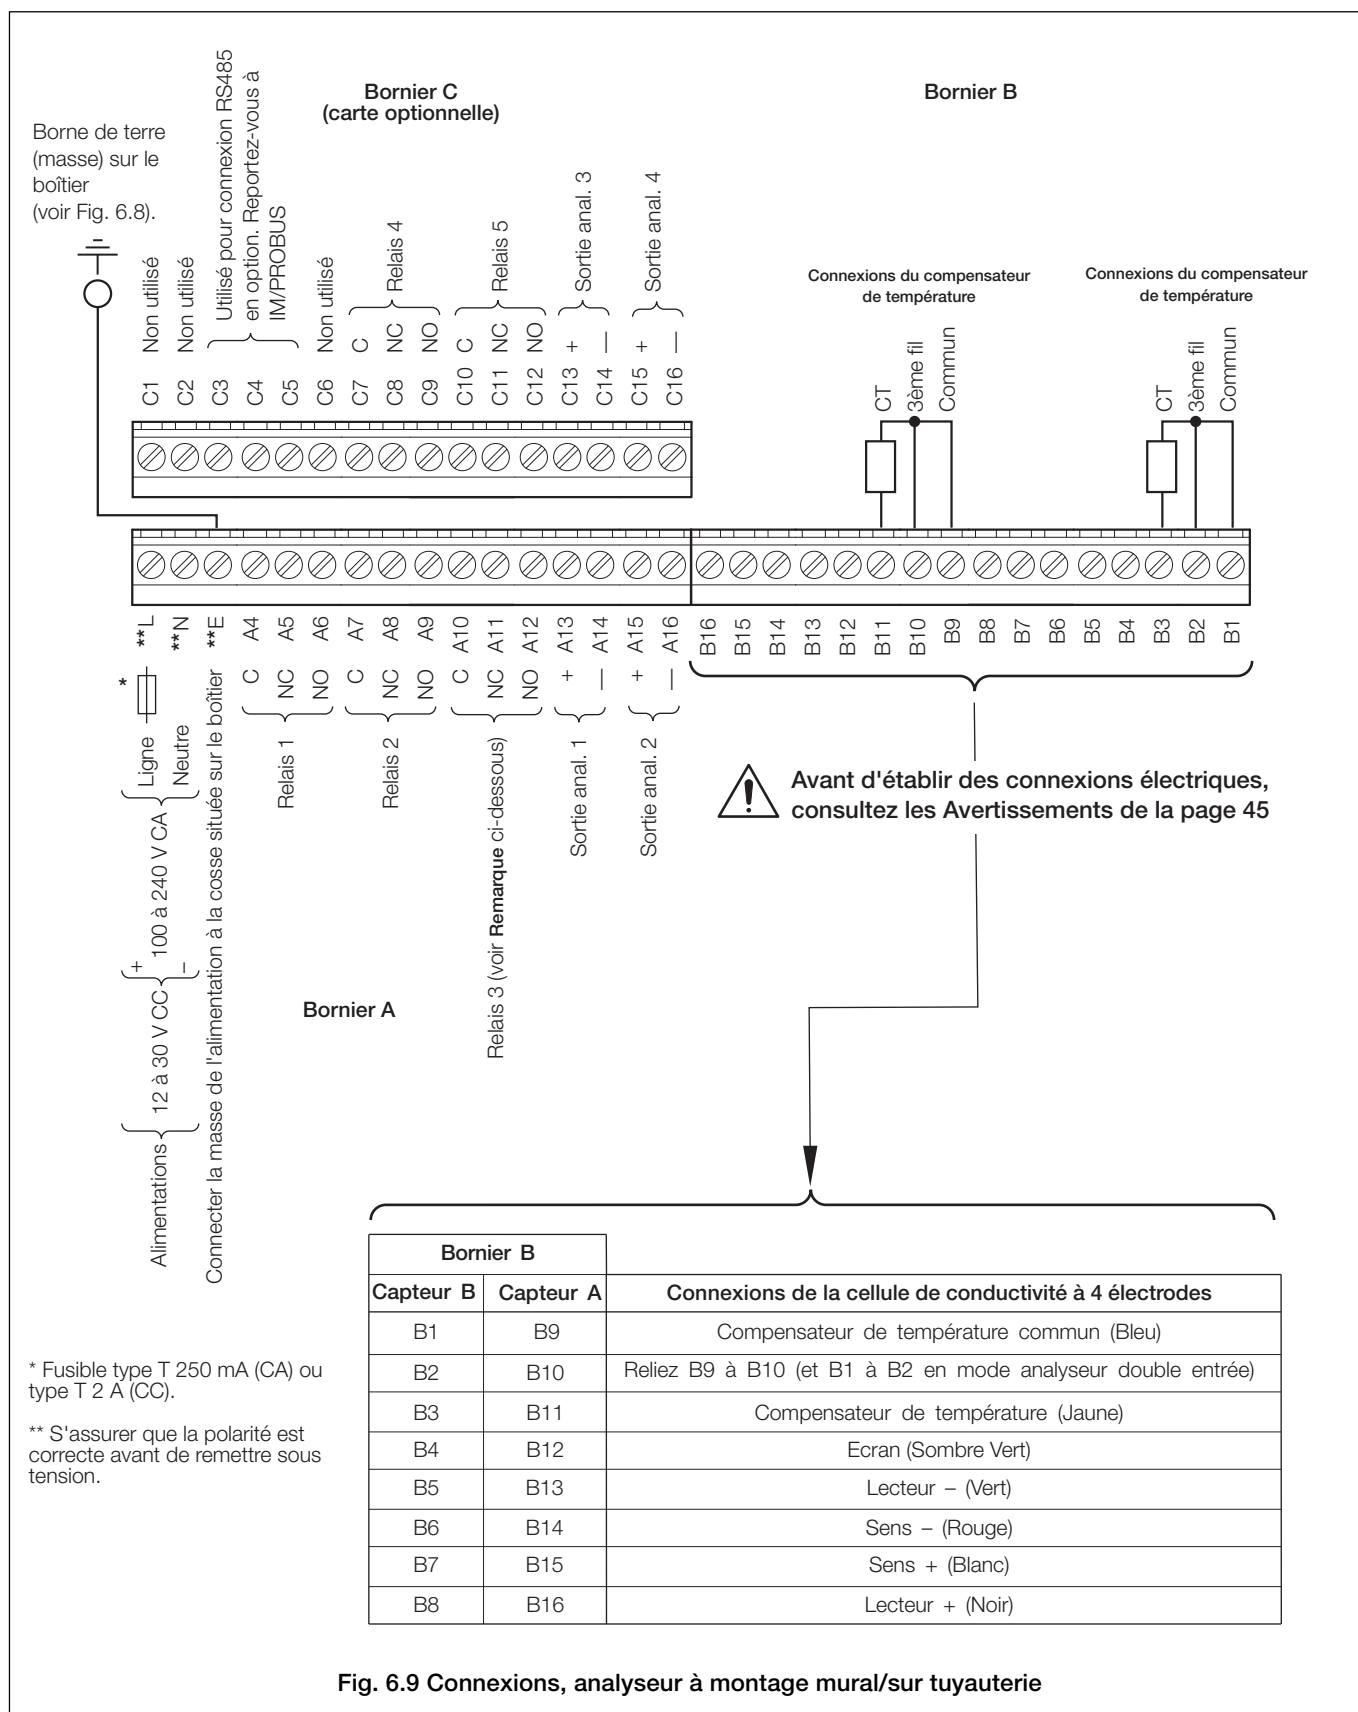 Bornier C
(carte optionnelle)
Bornier B
Borne de terre
(masse) sur le
boîtier
(voir Fig. 6.8).
Utilisé pour connexion RS485
en option. Reportez-vous à
IM/PROBUS
Non utilisé
Non utilisé
Non utilisé
C
NC
NO
Relais 4
C
NC
NO
Relais 5
+
—
Sortie anal. 3
+
—
Sortie anal. 4
C1
C2
C3
C4
C5
C6
C7
C8
C9
C10
C11
C12
C13
C14
C15
C16
Connexions du compensateur
de température
CT
3ème fil
Commun
Connexions du compensateur
de température
CT
3ème fil
Commun
**L
**N
**E
A4
A5
A6
A7
A8
A9
A10
A11
A12
A13
A14
A15
A16
B16
B15
B14
B13
B12
B11
B10
B9
B8
B7
B6
B5
B4
B3
B2
B1
*
Ligne
Neutre
100 à 240 V CA
+
–
12 à 30 V CC
Alimentations
Connecter la masse de l'alimentation à la cosse située sur le boîtier
C
NC
NO
Relais 1
C
NC
NO
Relais 2
C
NC
NO
Relais 3 (voir Remarque ci-dessous)
+
—
Sortie anal. 1
+
—
Sortie anal. 2
Bornier A
Avant d'établir des connexions électriques,
consultez les Avertissements de la page 45
Bornier B
Capteur B Capteur A Connexions de la cellule de conductivité à 4 électrodes
B1 B9 Compensateur de température commun (Bleu)
B2 B10 Reliez B9 à B10 (et B1 à B2 en mode analyseur double entrée)
B3 B11 Compensateur de température (Jaune)
B4 B12 Ecran (Sombre Vert)
B5 B13 Lecteur – (Vert)
B6 B14 Sens – (Rouge)
B7 B15 Sens + (Blanc)
B8 B16 Lecteur + (Noir)
* Fusible type T 250 mA (CA) ou
type T 2 A (CC).
** S'assurer que la polarité est
correcte avant de remettre sous
tension.
Fig. 6.9 Connexions, analyseur à montage mural/sur tuyauterie